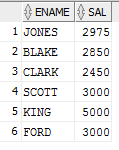 ENAME SAL
1 JONES 2975
2 BLAKE 2850
3 CLARK 2450
4 SCOTT 3000
5 KING 5000
6 FORD 3000